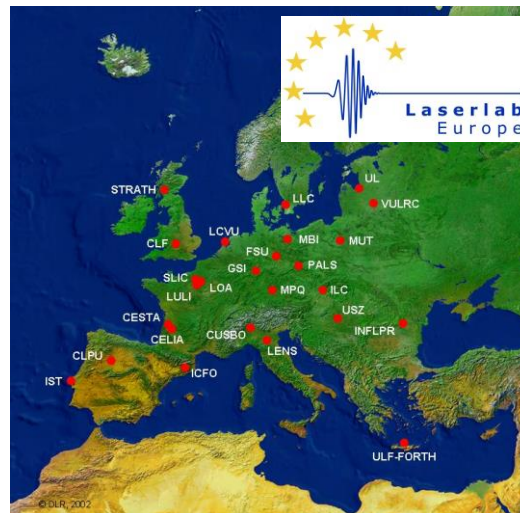 Laserlab
Europe
UL
STRATH
LLC
VULRC
LCVU
MBI
MUT
CLF
FSU
PALS
GSI
SLIC
LOA
LULI
MPQ
ILC
CESTA
USZ
CUSBO
INFLPR
CELIA
LENS
CLPU
ICFO
IST
ULF-FORTH
© DLR, 2002